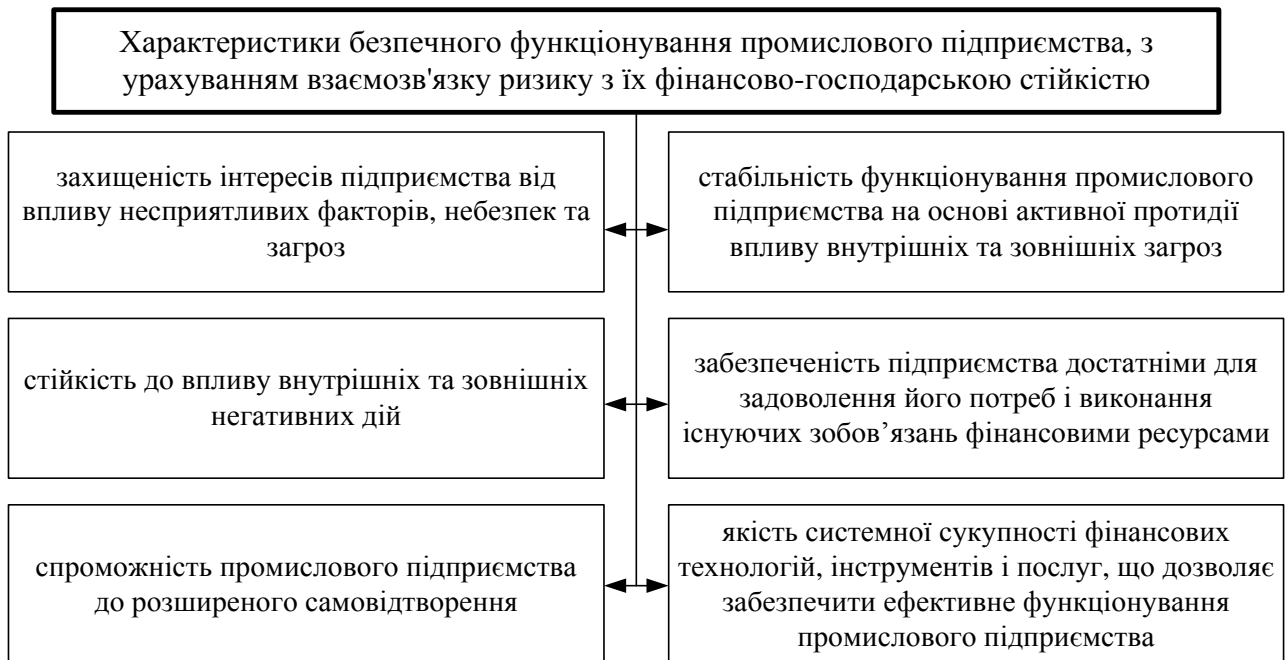 Характеристики безпечного функціонування промислового підприємства, з
урахуванням взаємозв'язку ризику з їх фінансово-господарською стійкістю
захищеність інтересів підприємства від
впливу несприятливих факторів, небезпек та
загроз
стабільність функціонування промислового
підприємства на основі активної протидії
впливу внутрішніх та зовнішніх загроз
стійкість до впливу внутрішніх та зовнішніх
негативних дій
забезпеченість підприємства достатніми для
задоволення його потреб і виконання
існуючих зобов’язань фінансовими ресурсами
спроможність промислового підприємства
до розширеного самовідтворення
якість системної сукупності фінансових
технологій, інструментів і послуг, що дозволяє
забезпечити ефективне функціонування
промислового підприємства